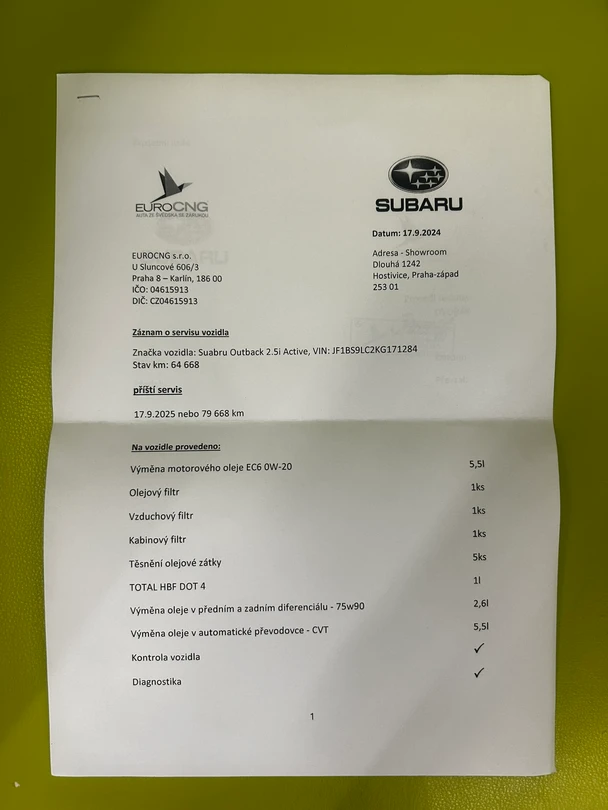 EUROCNG
AUTA ZE ŠVÉDSKA SE ZÁRUKOU
SUBARU
Datum: 17.9.2024
EUROCNG s.r.o.
U Sluncové 606/3
Praha 8 – Karlín, 186 00
IČO: 04615913
DIČ: CZ04615913
Adresa - Showroom
Dlouhá 1242
Hostivice, Praha-západ
253 01
Záznam o servisu vozidla
Značka vozidla: Suabru Outback 2.5i Active, VIN: JF1BS9LC2KG171284
Stav km: 64 668
příští servis
17.9.2025 nebo 79 668 km
Na vozidle provedeno:
Výměna motorového oleje EC6 0W-20 5,5l
Olejový filtr 1ks
Vzduchový filtr 1ks
Kabinový filtr 1ks
Těsnění olejové zátky 5ks
TOTAL HBF DOT 4 1l
Výměna oleje v předním a zadním diferenciálu - 75w90 2,6l
Výměna oleje v automatické převodovce - CVT 5,5l
Kontrola vozidla ✓
Diagnostika ✓
1